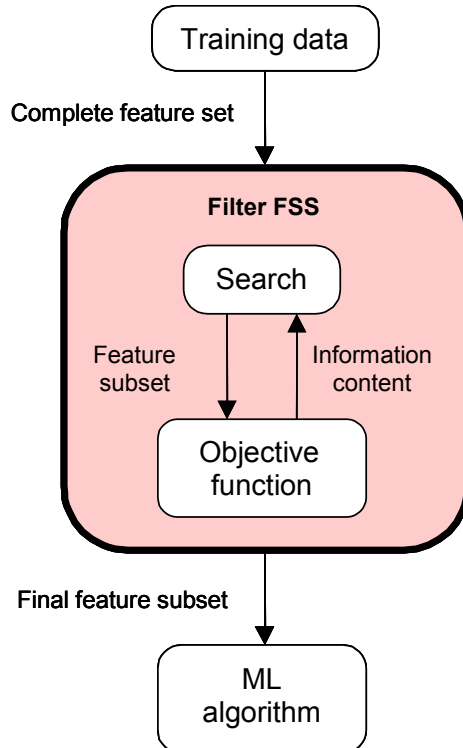 Training data
Complete feature set
Filter FSS
Search
Feature
subset
Information
content
Objective
function
Final feature subset
ML
algorithm